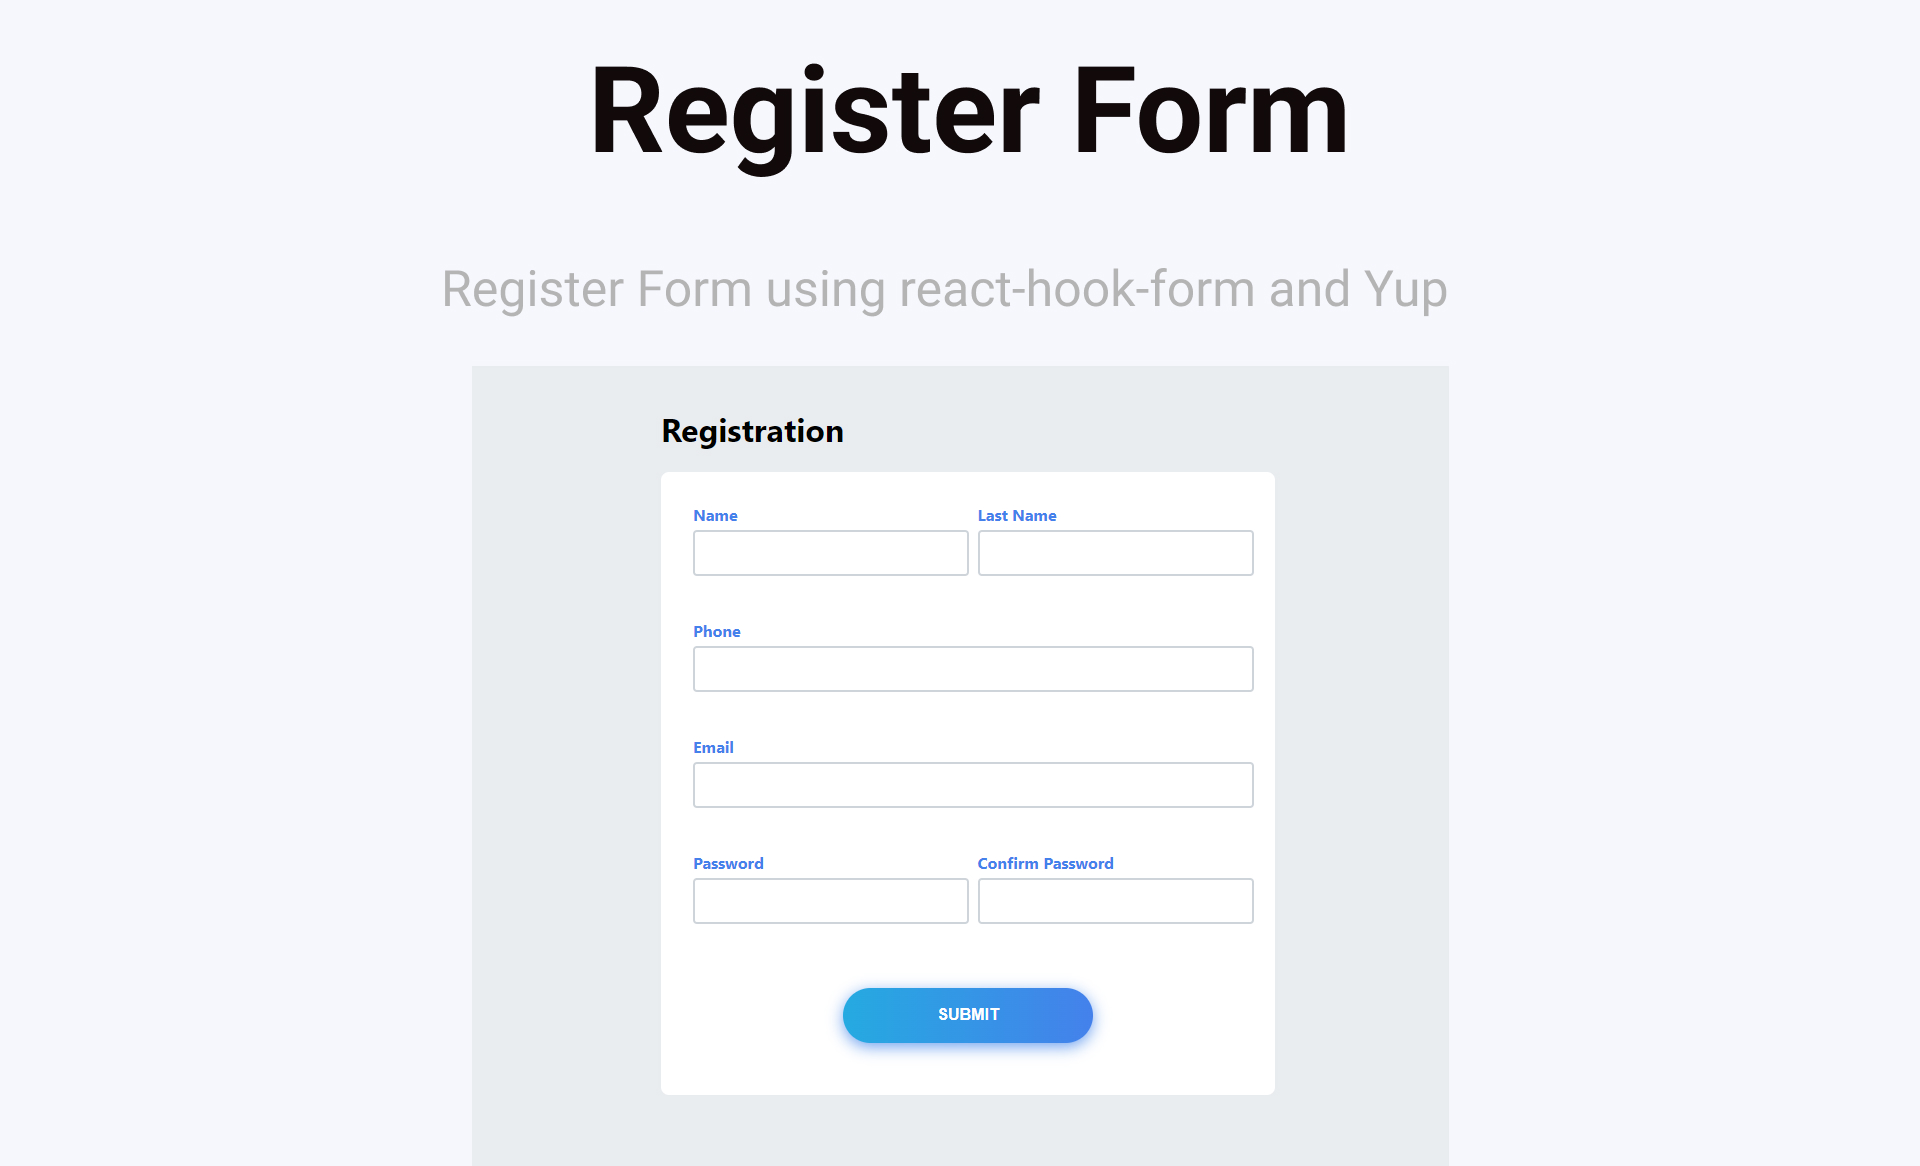 Register Form
Register Form using react-hook-form and Yup
Registration
Name Last Name
Phone
Email
Password Confirm Password
SUBMIT